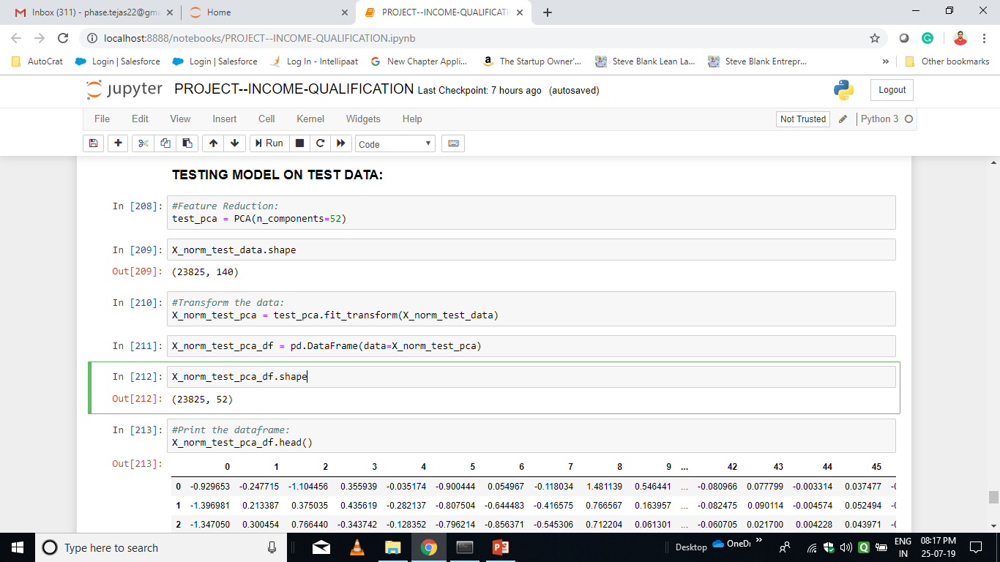 Inbox (311) - phase.tejas22@gma
Home
PROJECT--INCOME-QUALIFICATI
localhost:8888/notebooks/PROJECT--INCOME-QUALIFICATION.ipynb
AutoCrat
Login | Salesforce
Login | Salesforce
Log In - Intellipaat
New Chapter Appli...
The Startup Owner'...
Steve Blank Lean La...
Steve Blank Entrepr...
»
Other bookmarks
jupyter PROJECT--INCOME-QUALIFICATION Last Checkpoint: 7 hours ago (autosaved)
Logout
File Edit View Insert Cell Kernel Widgets Help
Not Trusted
Python 3
Run
Code
TESTING MODEL ON TEST DATA:
In [208]: #Feature Reduction:
test_pca = PCA(n_components=52)
In [209]: X_norm_test_data.shape
Out[209]: (23825, 140)
In [210]: #Transform the data:
X_norm_test_pca = test_pca.fit_transform(X_norm_test_data)
In [211]: X_norm_test_pca_df = pd.DataFrame(data=X_norm_test_pca)
In [212]: X_norm_test_pca_df.shape
Out[212]: (23825, 52)
In [213]: #Print the dataframe:
X_norm_test_pca_df.head()
Out[213]:
0 1 2 3 4 5 6 7 8 9 ... 42 43 44 45
0 -0.929653 -0.247715 -1.104456 0.355939 -0.035174 -0.900444 0.054967 -0.118034 1.481139 0.546441 ... -0.080966 0.077799 -0.003314 0.037477 -0
1 -1.396981 0.213387 0.375035 0.435619 -0.282137 -0.807504 -0.644483 -0.416575 0.766567 0.163957 ... -0.082475 0.090114 -0.004574 0.052494 -0
2 -1.347050 0.300454 0.766440 -0.343742 -0.128352 -0.796214 -0.856371 -0.545306 0.712204 0.061301 ... -0.060705 0.021700 0.004228 0.043971 -0
Type here to search
Desktop
OneDr
»
ENG
IN
08:17 PM
25-07-19